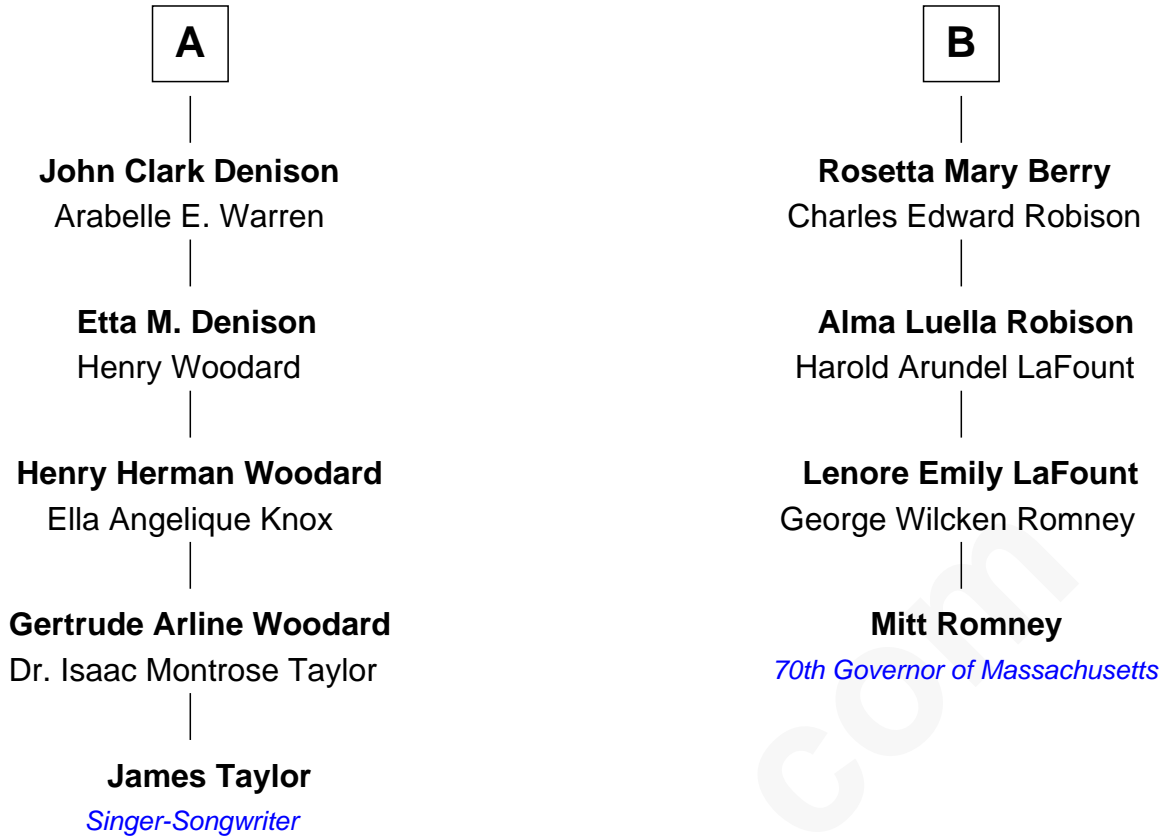 A
John Clark Denison
Arabelle E. Warren
Etta M. Denison
Henry Woodard
Henry Herman Woodard
Ella Angelique Knox
Gertrude Arline Woodard
Dr. Isaac Montrose Taylor
James Taylor
Singer-Songwriter
B
Rosetta Mary Berry
Charles Edward Robison
Alma Luella Robison
Harold Arundel LaFount
Lenore Emily LaFount
George Wilcken Romney
Mitt Romney
70th Governor of Massachusetts
com